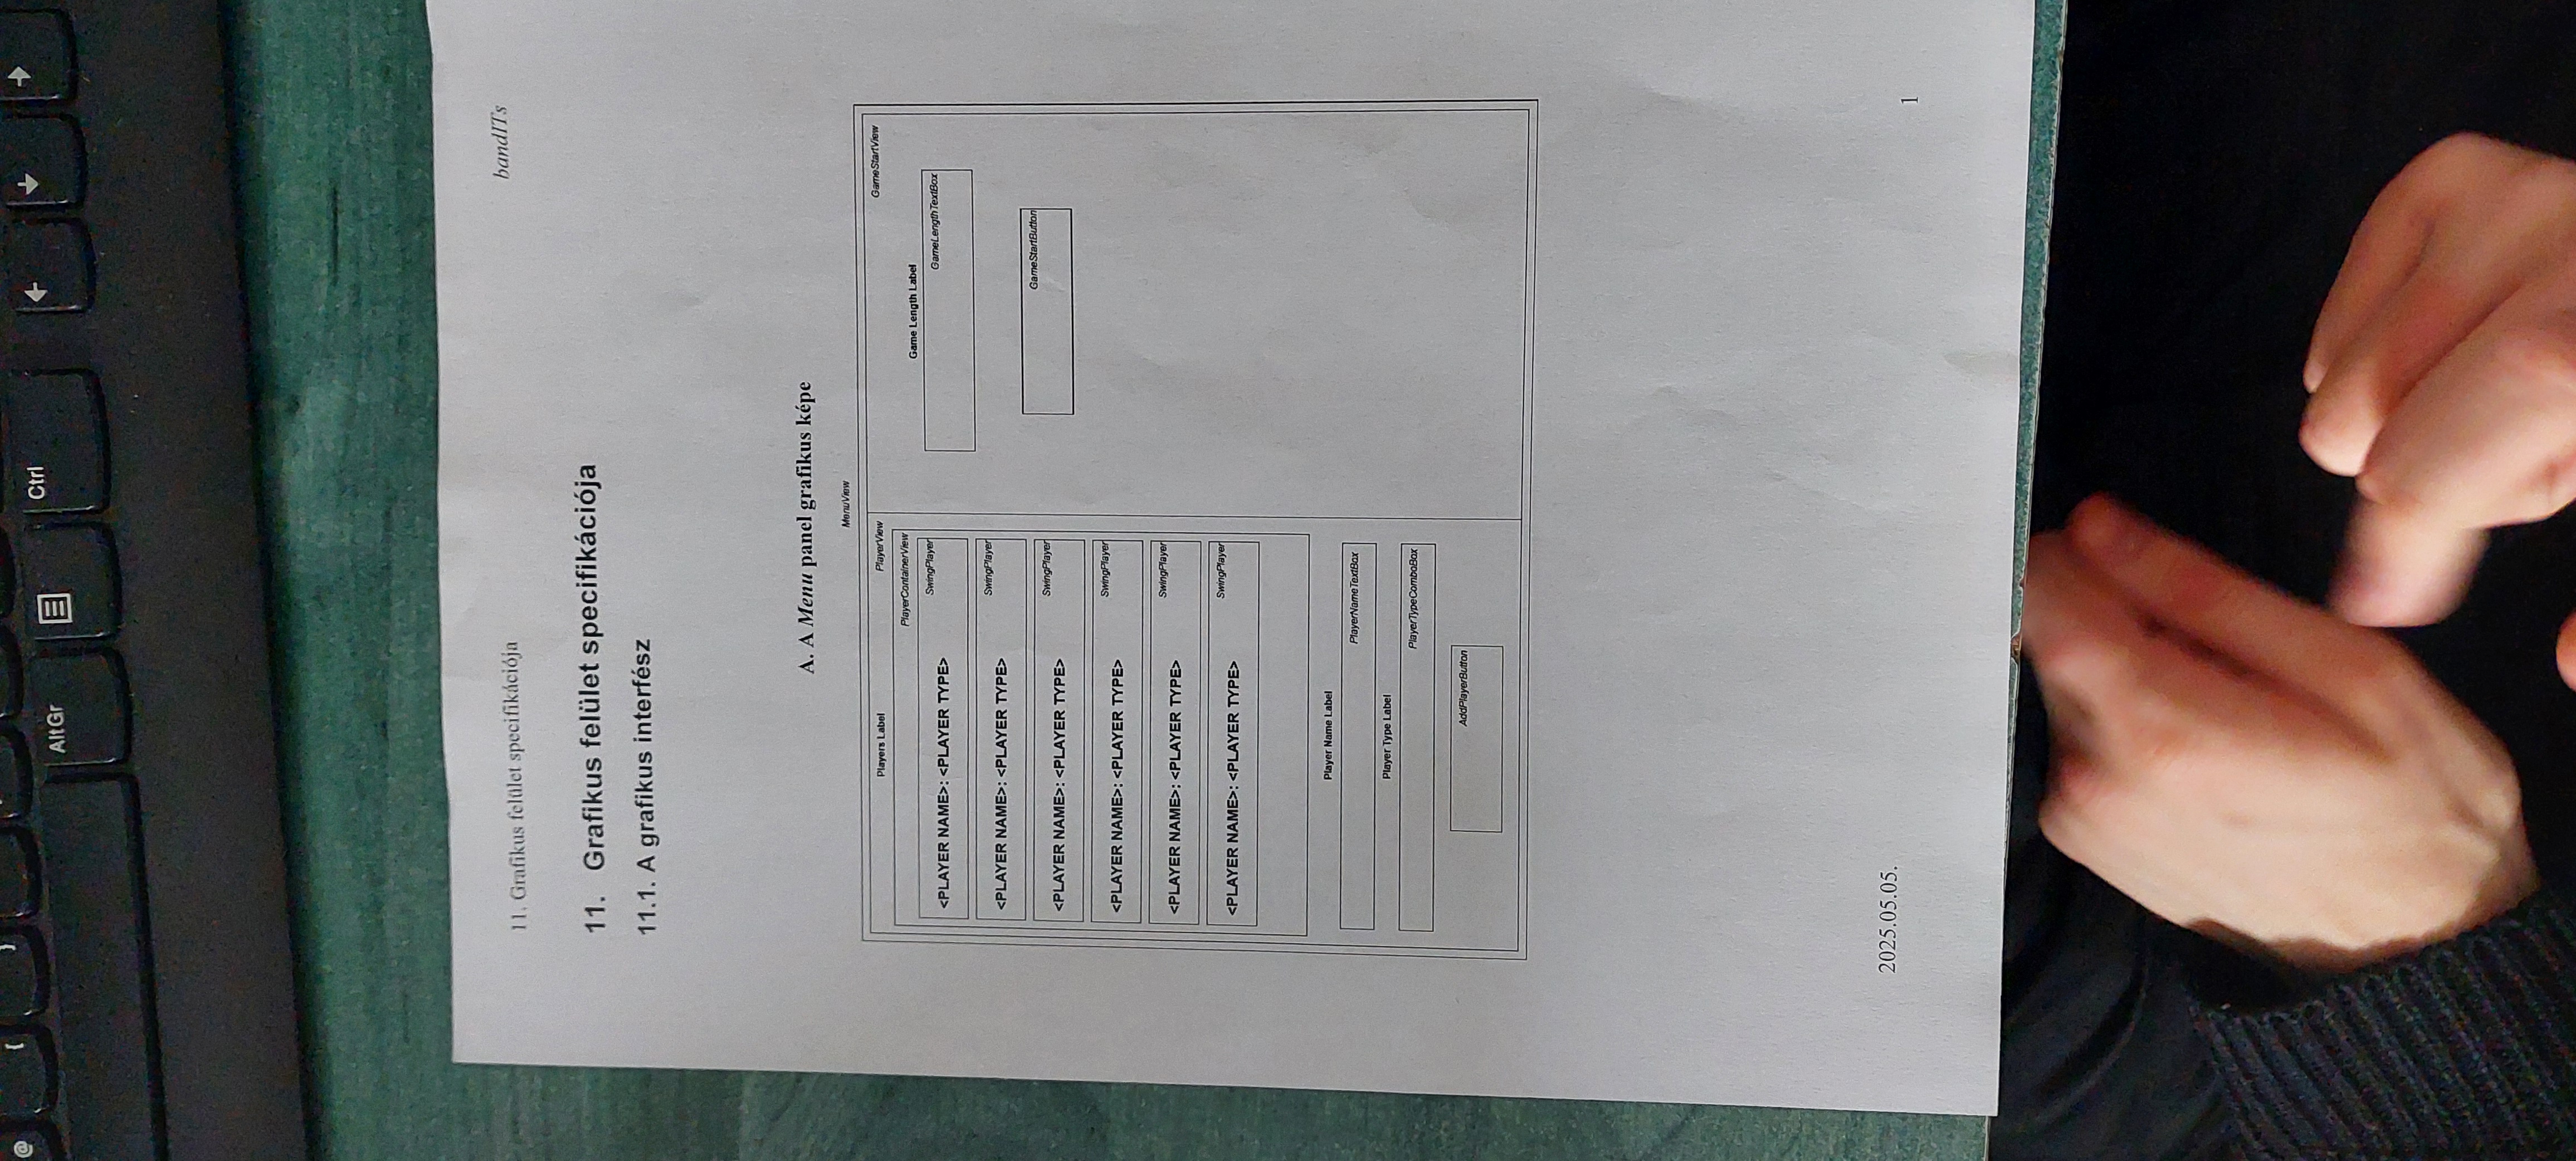 @ { }
AltGr Ctrl
11. Grafikus felület specifikációja bandITs
11. Grafikus felület specifikációja
11.1. A grafikus interfész
A. A Menu panel grafikus képe
MenuView
Players Label PlayerView
PlayerContainerView
SwingPlayer
<PLAYER NAME>: <PLAYER TYPE>
SwingPlayer
<PLAYER NAME>: <PLAYER TYPE>
SwingPlayer
<PLAYER NAME>: <PLAYER TYPE>
SwingPlayer
<PLAYER NAME>: <PLAYER TYPE>
SwingPlayer
<PLAYER NAME>: <PLAYER TYPE>
SwingPlayer
<PLAYER NAME>: <PLAYER TYPE>
Player Name Label
PlayerNameTextBox
Player Type Label
PlayerTypeComboBox
AddPlayerButton
GameStartView
Game Length Label
GameLengthTextBox
GameStartButton
2025.05.05.
1